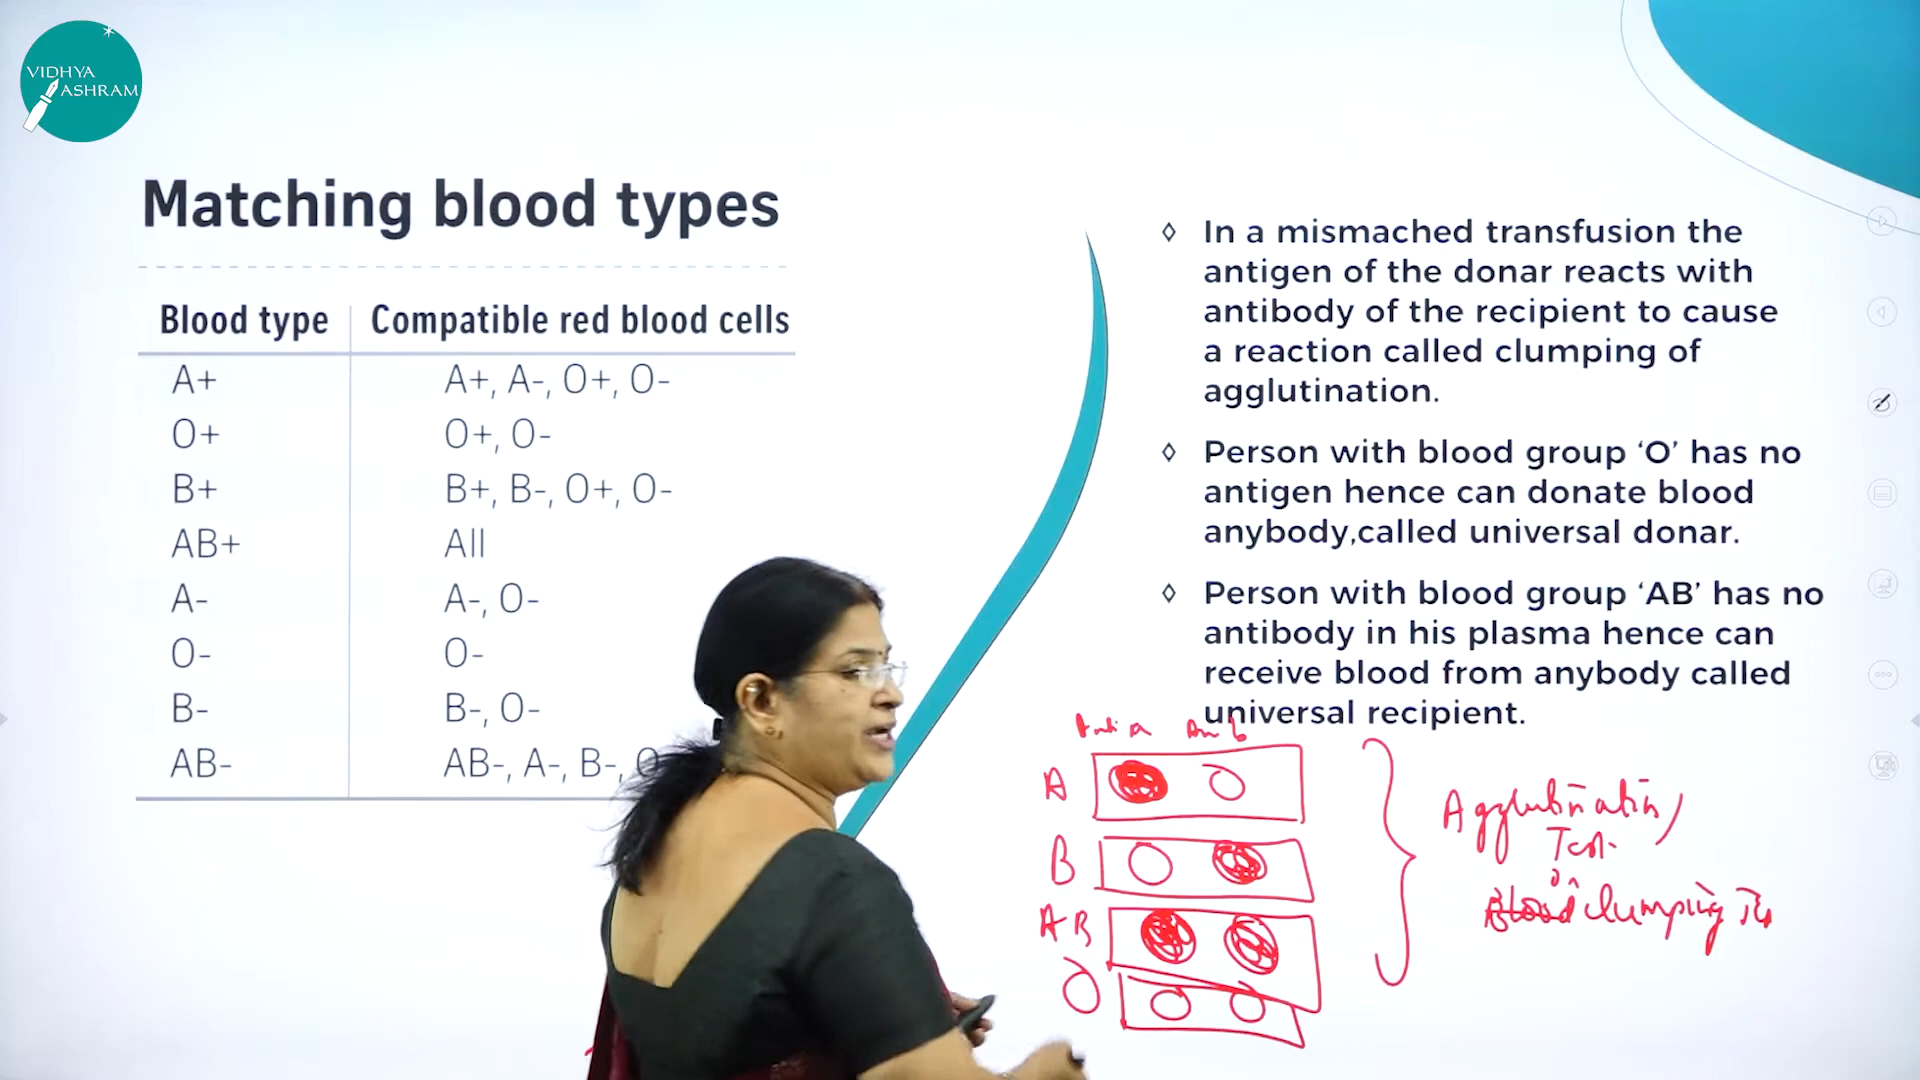 VIDHYA
ASHRAM
Matching blood types
Blood type Compatible red blood cells
A+ A+, A-, O+, O-
O+ O+, O-
B+ B+, B-, O+, O-
AB+ All
A- A-, O-
O- O-
B- B-, O-
AB- AB-, A-, B-,
◊ In a mismached transfusion the
antigen of the donar reacts with
antibody of the recipient to cause
a reaction called clumping of
agglutination.
◊ Person with blood group ‘O’ has no
antigen hence can donate blood
anybody,called universal donar.
◊ Person with blood group ‘AB’ has no
antibody in his plasma hence can
receive blood from anybody called
universal recipient.
Anti a
A
B
AB
O
Agglutination
Test
or
Blood clumping